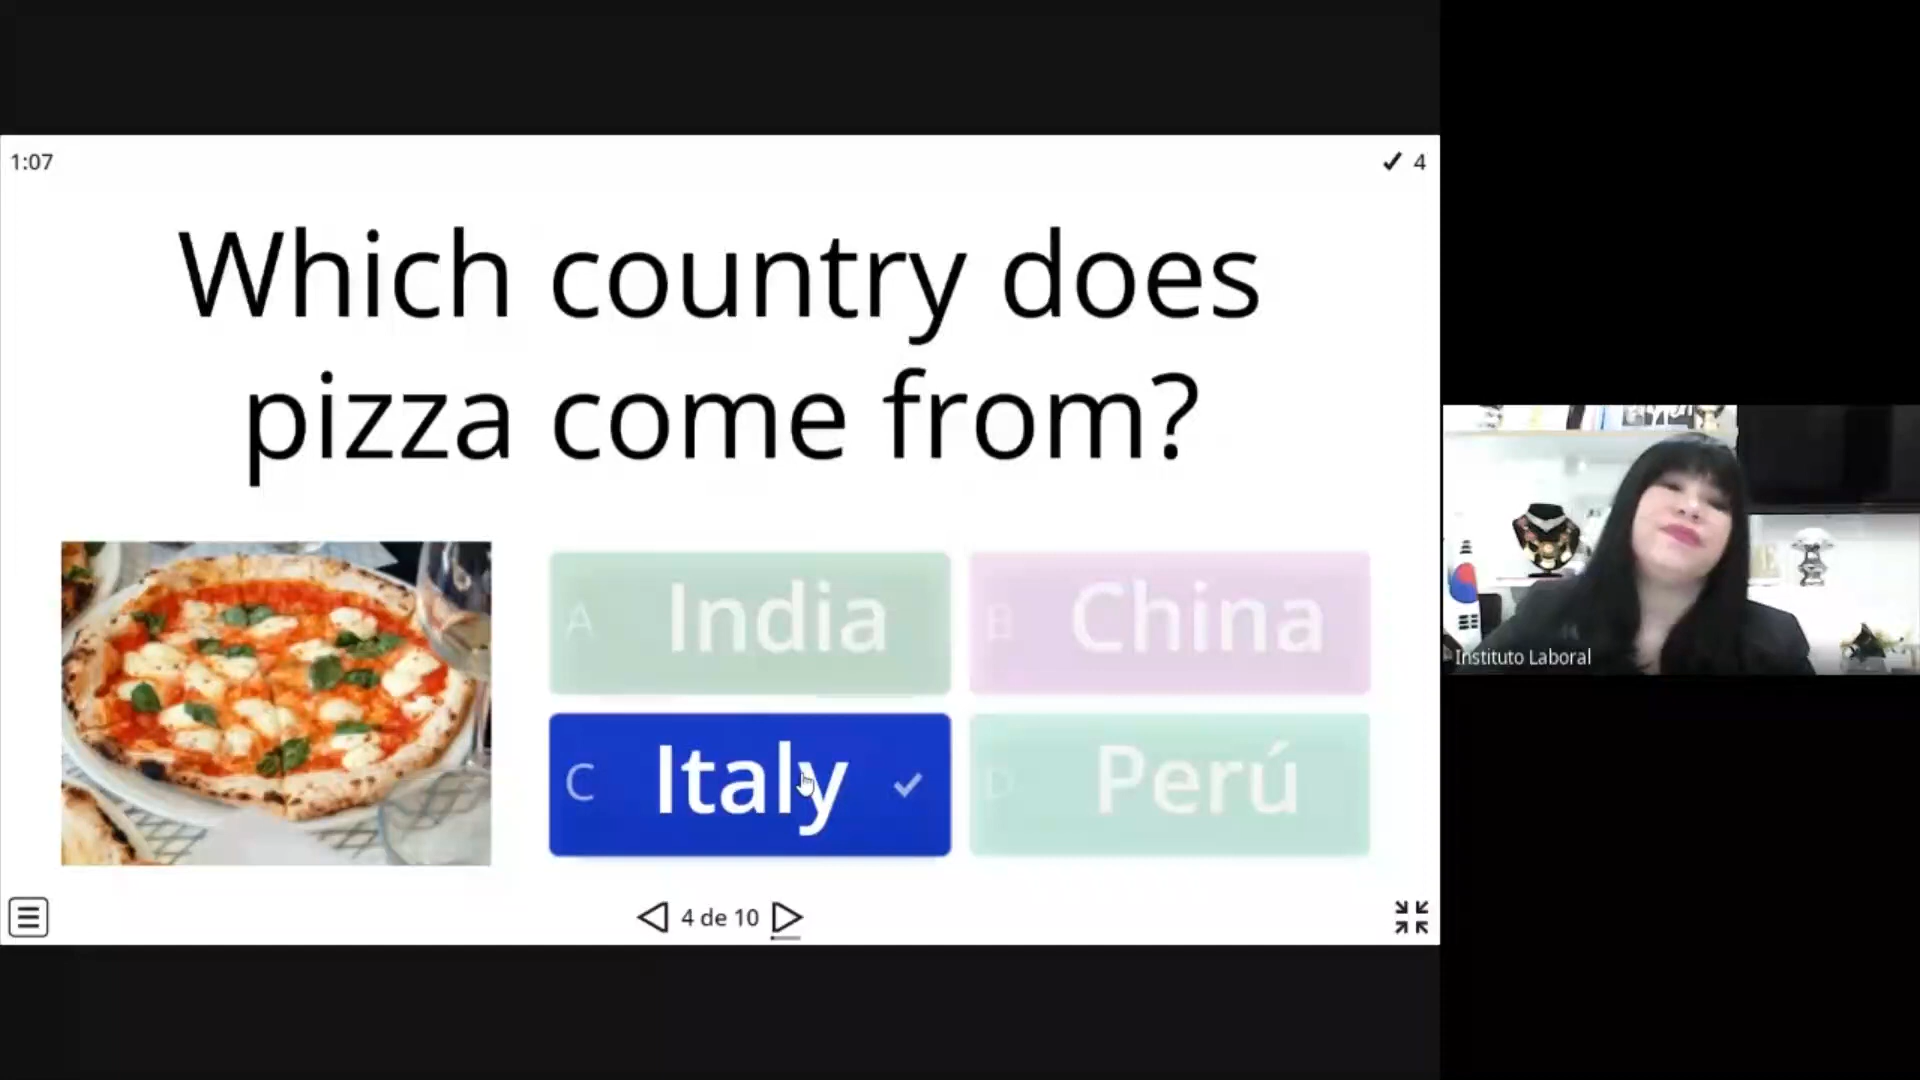 1:07
4
Which country does
pizza come from?
A India
B China
C Italy
D Perú
4 de 10
Instituto Laboral